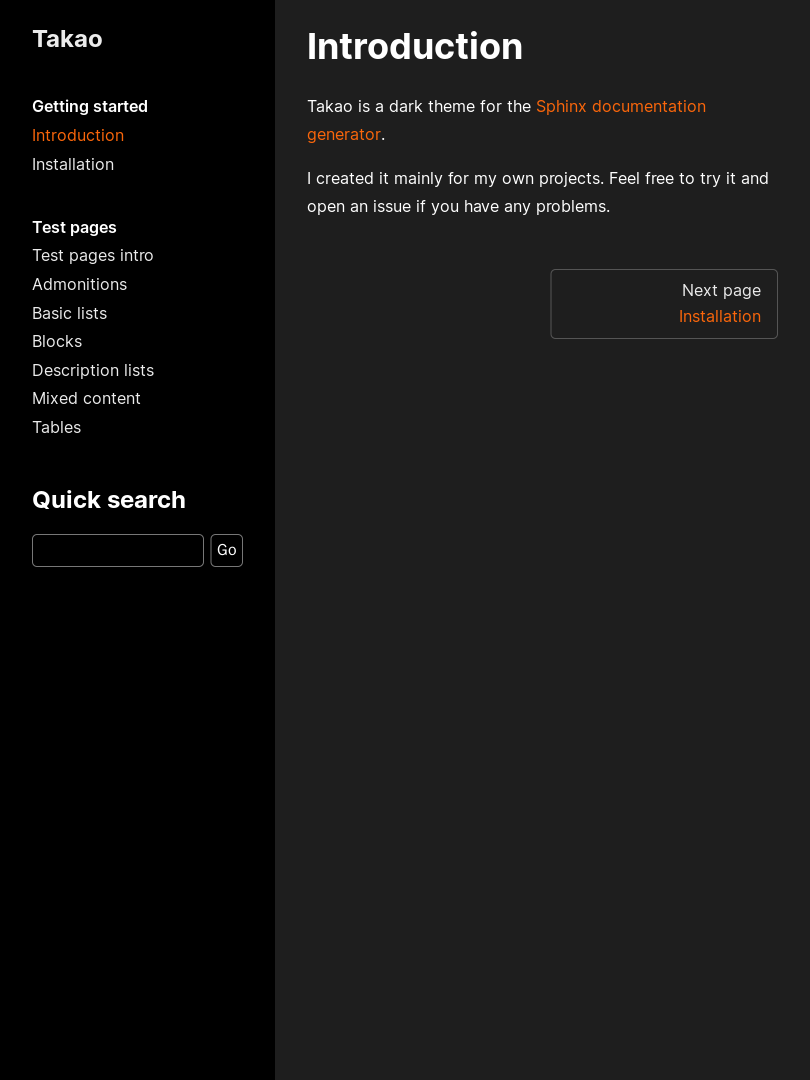 Takao
Getting started
Introduction
Installation
Test pages
Test pages intro
Admonitions
Basic lists
Blocks
Description lists
Mixed content
Tables
Quick search
Go
Introduction
Takao is a dark theme for the Sphinx documentation
generator.
I created it mainly for my own projects. Feel free to try it and
open an issue if you have any problems.
Next page
Installation